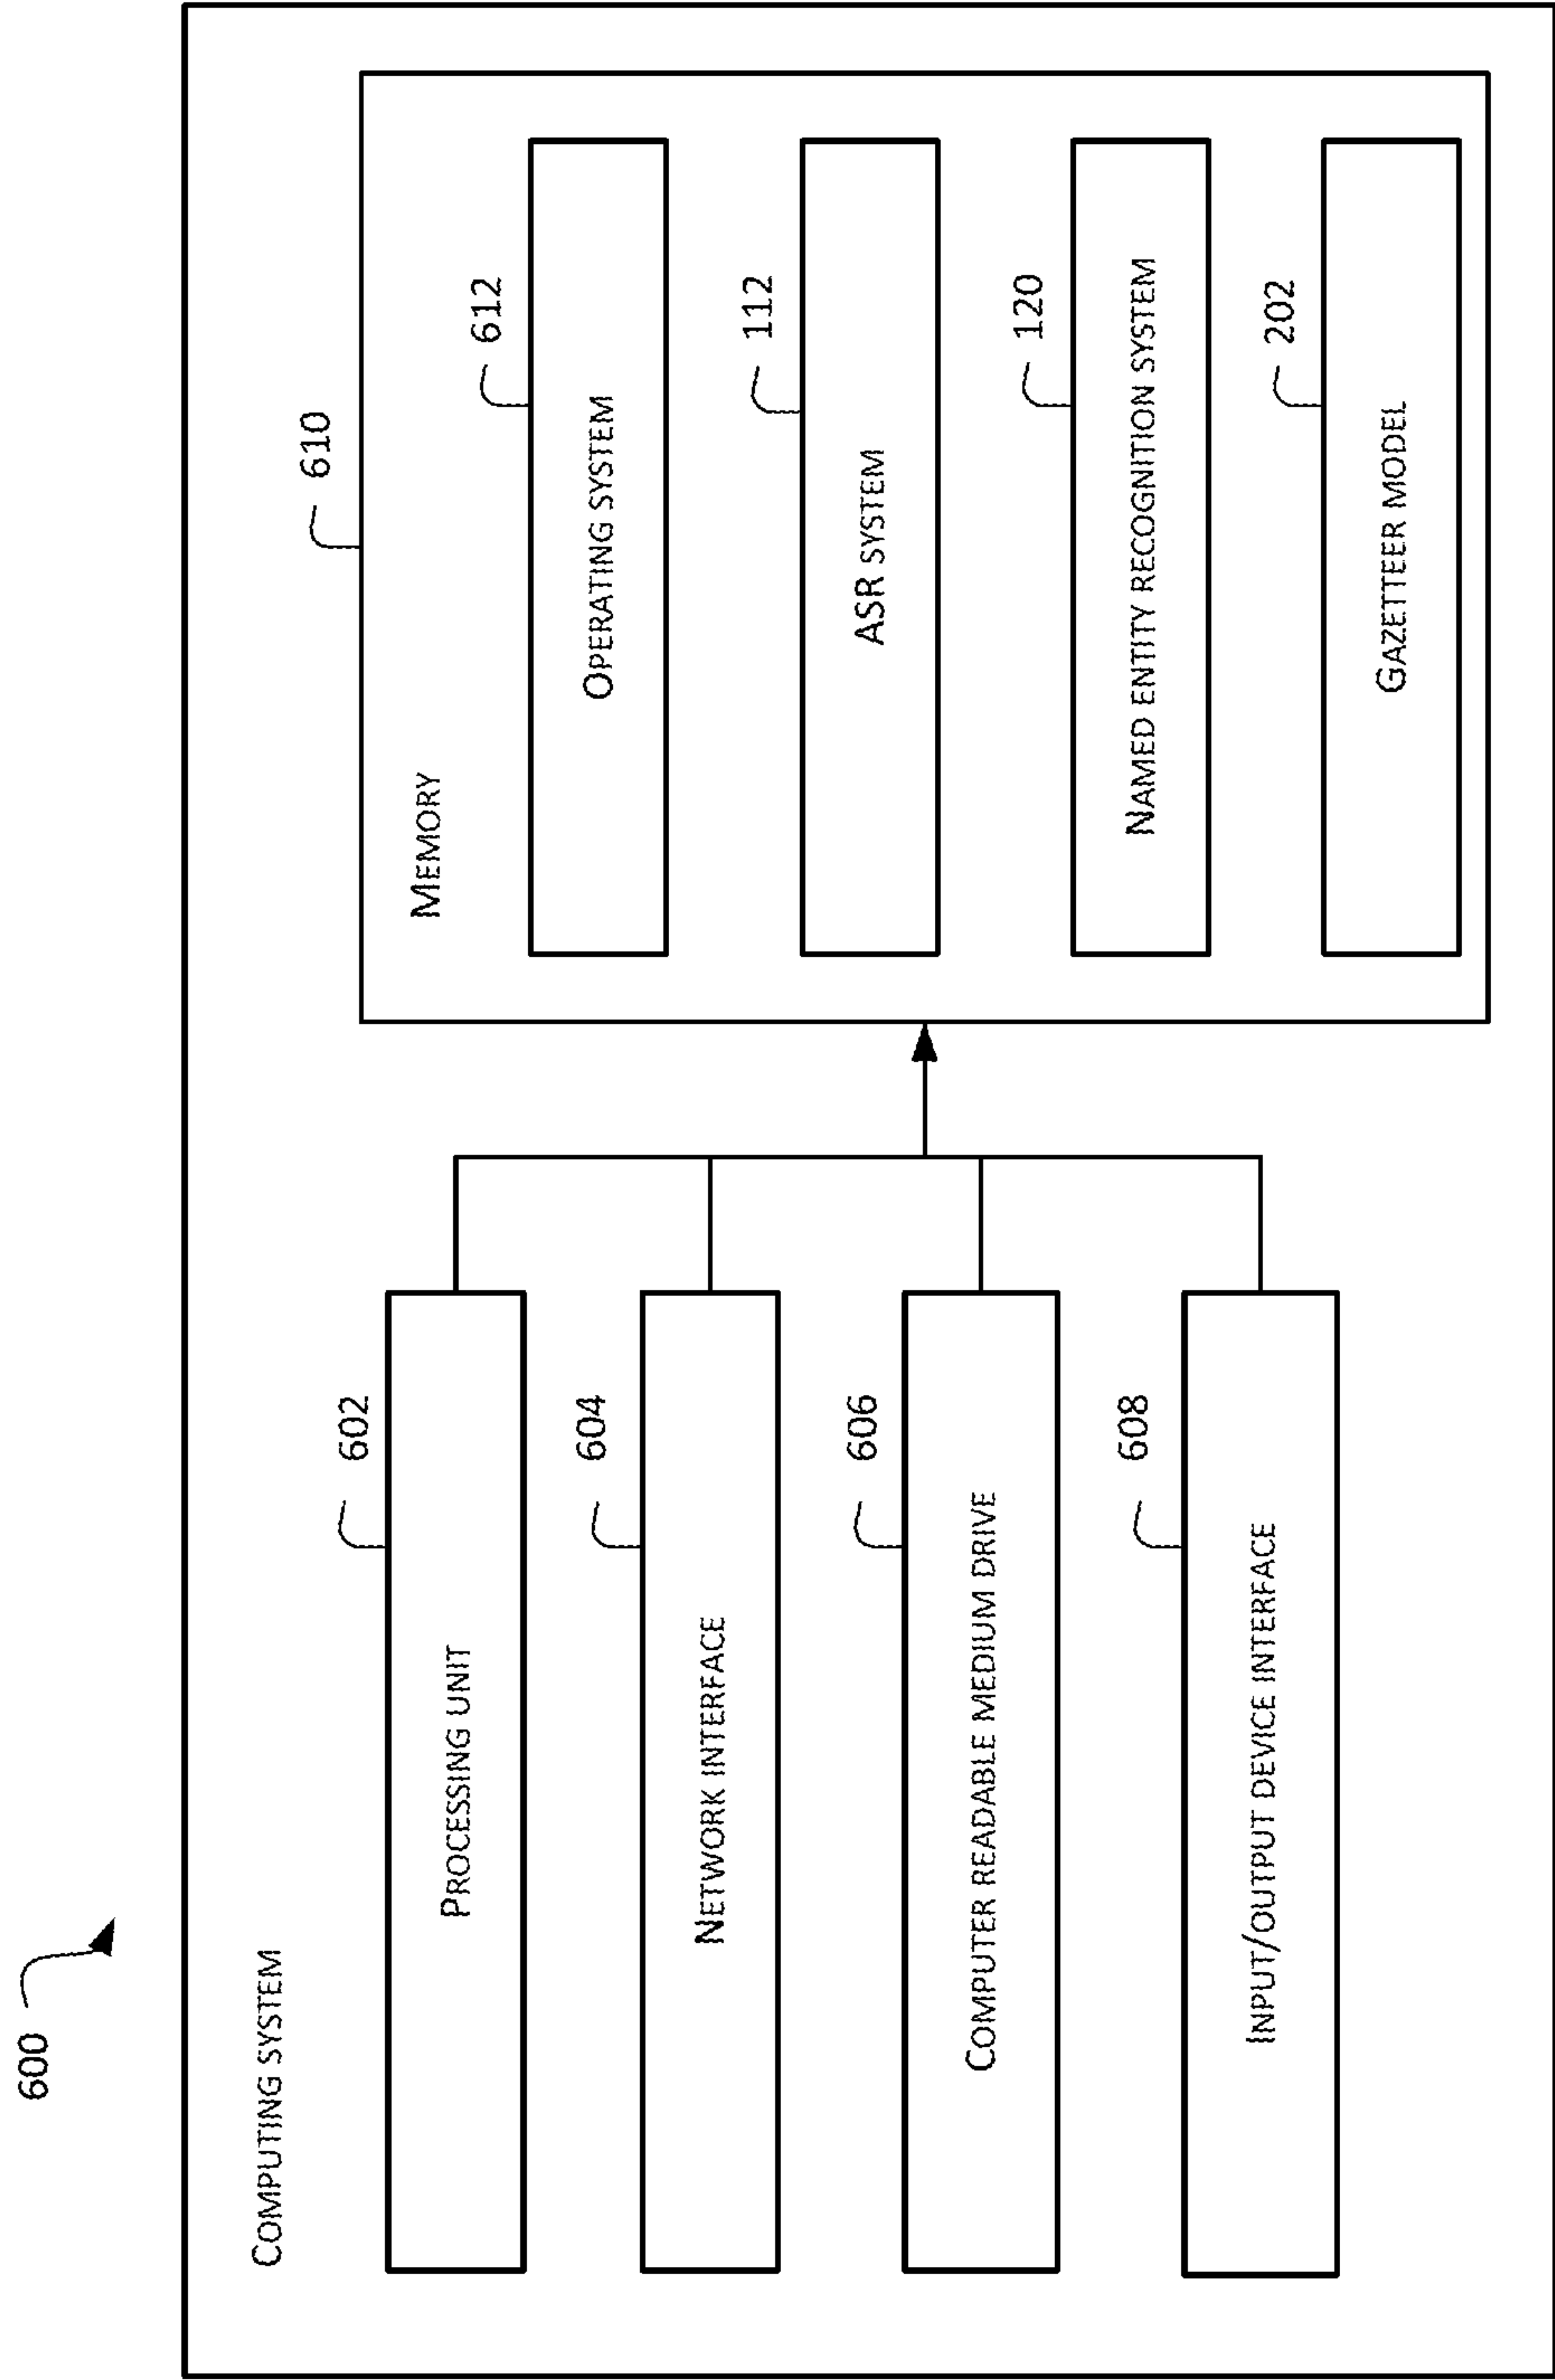 600
COMPUTING SYSTEM
602
PROCESSING UNIT
604
NETWORK INTERFACE
606
COMPUTER READABLE MEDIUM DRIVE
608
INPUT/OUTPUT DEVICE INTERFACE
610
MEMORY
612
OPERATING SYSTEM
112
ASR SYSTEM
120
NAMED ENTITY RECOGNITION SYSTEM
202
GAZETTEER MODEL